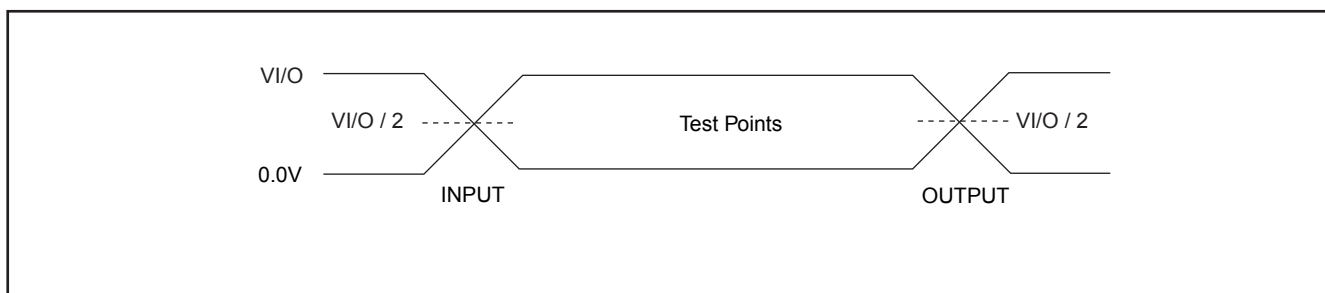 VI/O
VI/O / 2 Test Points VI/O / 2
0.0V
INPUT OUTPUT